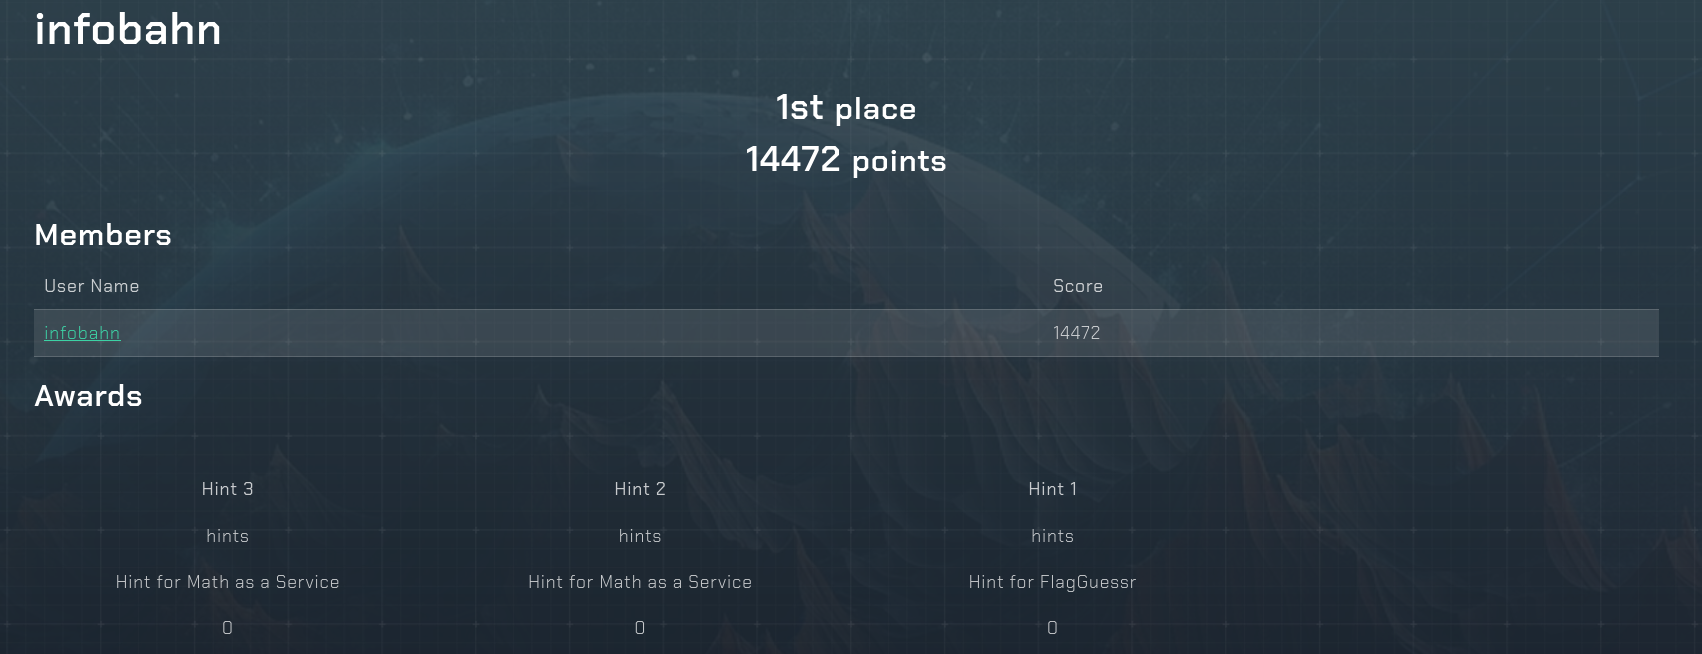 infobahn
1st place
14472 points
Members
User Name Score
infobahn 14472
Awards
Hint 3 Hint 2 Hint 1
hints hints hints
Hint for Math as a Service Hint for Math as a Service Hint for FlagGuessr
0 0 0